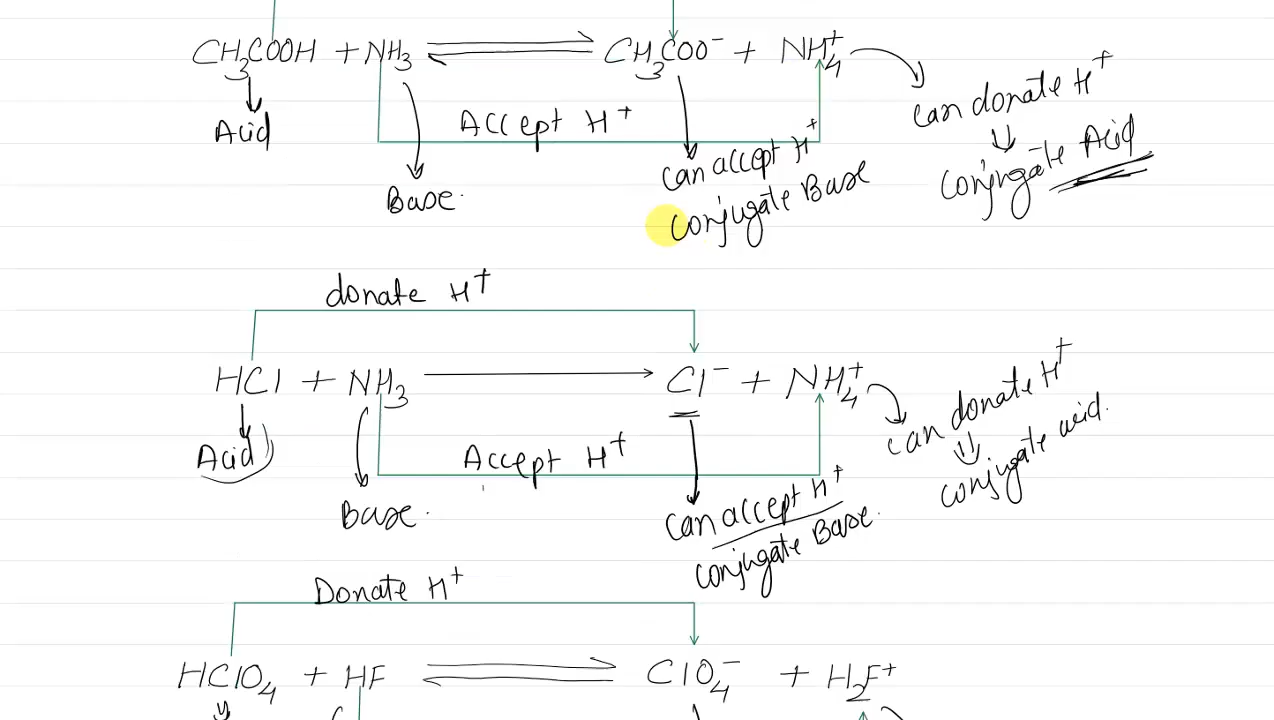 CH₃COOH + NH₃ ⇌ CH₃COO⁻ + NH₄⁺
can donate H⁺
Acid
Accept H⁺
can accept H⁺
Conjugate Acid
Base.
Conjugate Base
donate H⁺
HCl + NH₃ → Cl⁻ + NH₄⁺
can donate H⁺
Acid
Accept H⁺
conjugate acid.
Base.
can accept H⁺
conjugate Base.
Donate H⁺
HClO₄ + HF ⇌ ClO₄⁻ + H₂F⁺